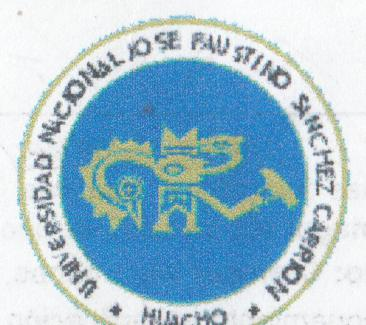 UNIVERSIDAD NACIONAL JOSE FAUSTINO SANCHEZ CARRION
* HUACHO *